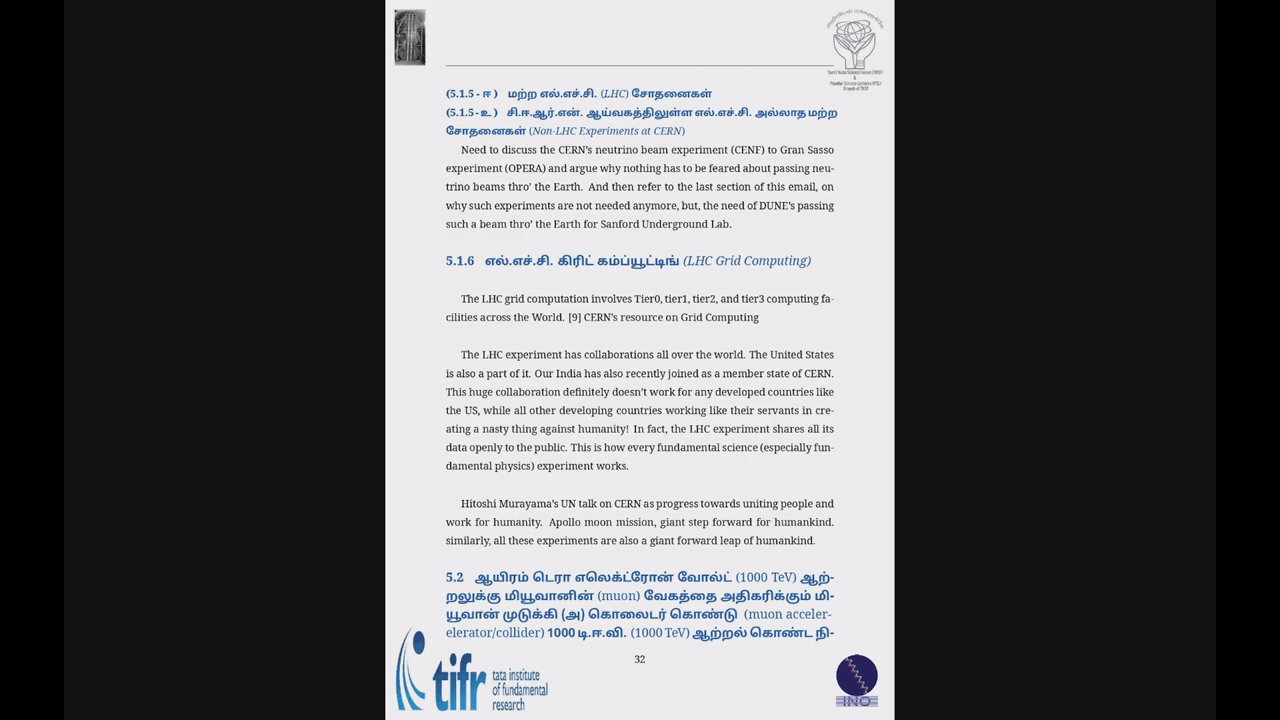 Tamil Nadu Science Forum (TNSF)
&
(5.1.5 - ஈ ) மற்ற எல்.எச்.சி. (LHC) சோதனைகள்
(5.1.5 - உ ) சி.ஈ.ஆர்.என். ஆய்வகத்திலுள்ள எல்.எச்.சி. அல்லாத மற்ற
சோதனைகள் (Non-LHC Experiments at CERN)
Need to discuss the CERN’s neutrino beam experiment (CENF) to Gran Sasso
experiment (OPERA) and argue why nothing has to be feared about passing neu-
trino beams thro’ the Earth. And then refer to the last section of this email, on
why such experiments are not needed anymore, but, the need of DUNE’s passing
such a beam thro’ the Earth for Sanford Underground Lab.
5.1.6 எல்.எச்.சி. கிரிட் கம்ப்யூட்டிங் (LHC Grid Computing)
The LHC grid computation involves Tier0, tier1, tier2, and tier3 computing fa-
cilities across the World. [9] CERN’s resource on Grid Computing
The LHC experiment has collaborations all over the world. The United States
is also a part of it. Our India has also recently joined as a member state of CERN.
This huge collaboration definitely doesn’t work for any developed countries like
the US, while all other developing countries working like their servants in cre-
ating a nasty thing against humanity! In fact, the LHC experiment shares all its
data openly to the public. This is how every fundamental science (especially fun-
damental physics) experiment works.
Hitoshi Murayama’s UN talk on CERN as progress towards uniting people and
work for humanity. Apollo moon mission, giant step forward for humankind.
similarly, all these experiments are also a giant forward leap of humankind.
5.2 ஆயிரம் டெரா எலெக்ட்ரோன் வோல்ட் (1000 TeV) ஆற்-
றலுக்கு மியூவானின் (muon) வேகத்தை அதிகரிக்கும் மி-
யூவான் முடுக்கி (அ) கொலைடர் கொண்டு (muon acceler-
elerator/collider) 1000 டி.ஈ.வி. (1000 TeV) ஆற்றல் கொண்ட நி-
32
tifr tata institute
of fundamental
research
INO